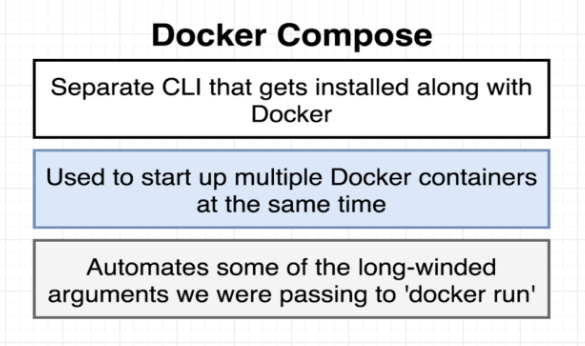 Docker Compose
Separate CLI that gets installed along with
Docker
Used to start up multiple Docker containers
at the same time
Automates some of the long-winded
arguments we were passing to 'docker run'